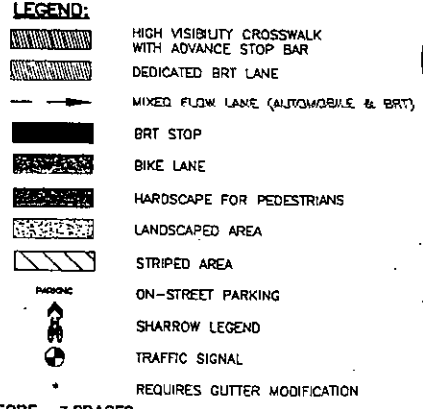 LEGEND:
HIGH VISIBILITY CROSSWALK
WITH ADVANCE STOP BAR
DEDICATED BRT LANE
MIXED FLOW LANE (AUTOMOBILE & BRT)
BRT STOP
BIKE LANE
HARDSCAPE FOR PEDESTRIANS
LANDSCAPED AREA
STRIPED AREA
PARKING ON-STREET PARKING
SHARROW LEGEND
TRAFFIC SIGNAL
* REQUIRES GUTTER MODIFICATION